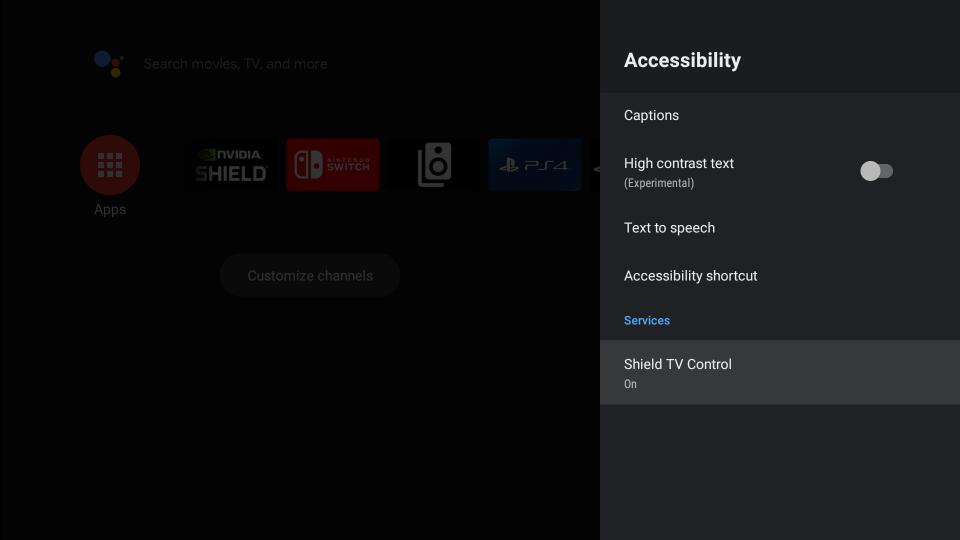 Search movies, TV, and more
NVIDIA
SHIELD
NINTENDO
SWITCH
PS4
Apps
Customize channels
Accessibility
Captions
High contrast text
(Experimental)
Text to speech
Accessibility shortcut
Services
Shield TV Control
On